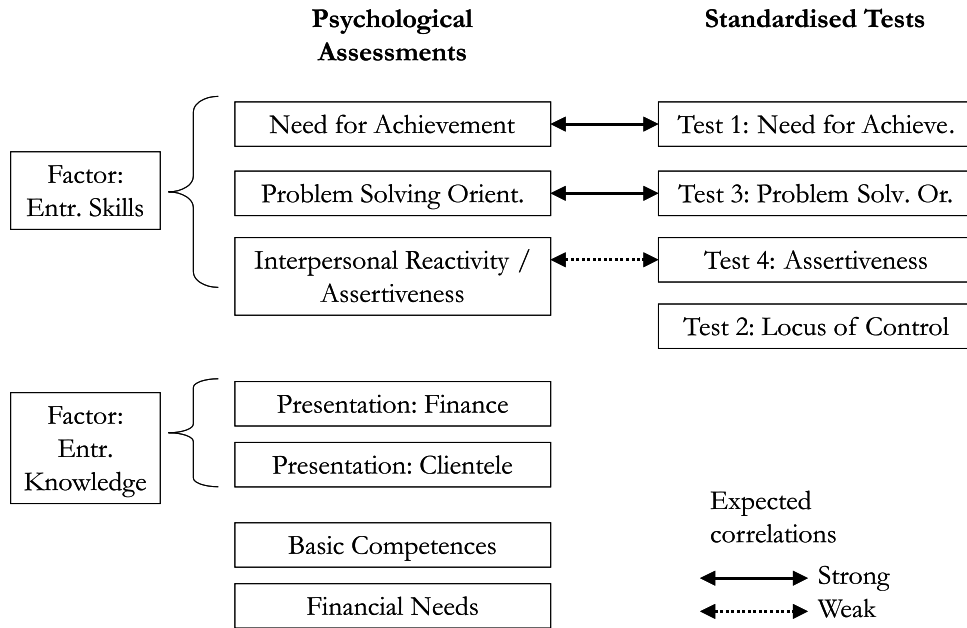 Psychological
Assessments
Standardised Tests
Factor:
Entr. Skills
Need for Achievement
Test 1: Need for Achieve.
Problem Solving Orient.
Test 3: Problem Solv. Or.
Interpersonal Reactivity /
Assertiveness
Test 4: Assertiveness
Test 2: Locus of Control
Factor:
Entr.
Knowledge
Presentation: Finance
Presentation: Clientele
Basic Competences
Financial Needs
Expected
correlations
Strong
Weak